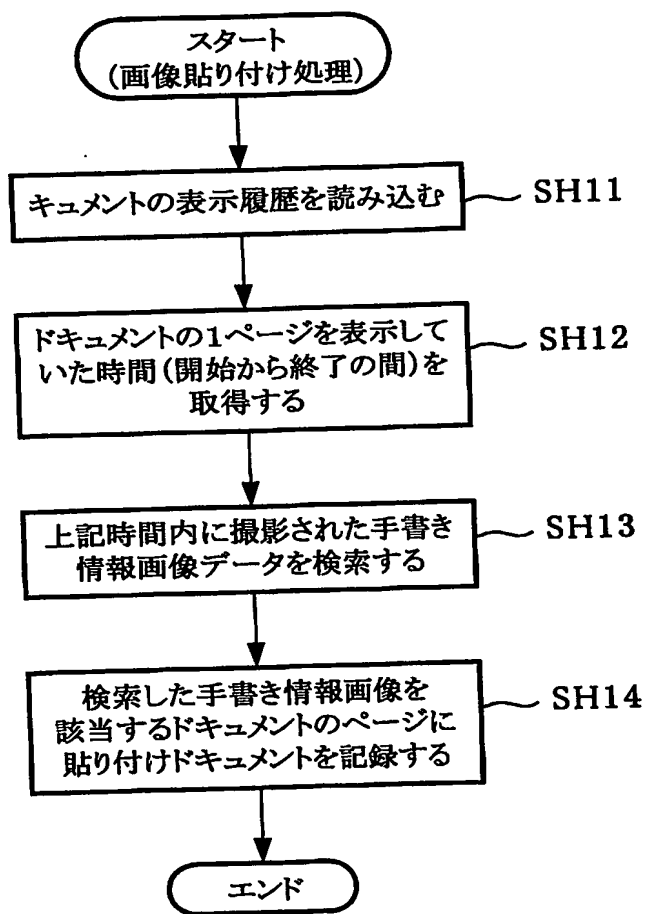 スタート
(画像貼り付け処理)
キュメントの表示履歴を読み込む
SH11
ドキュメントの1ページを表示して
いた時間(開始から終了の間)を
取得する
SH12
上記時間内に撮影された手書き
情報画像データを検索する
SH13
検索した手書き情報画像を
該当するドキュメントのページに
貼り付けドキュメントを記録する
SH14
エンド